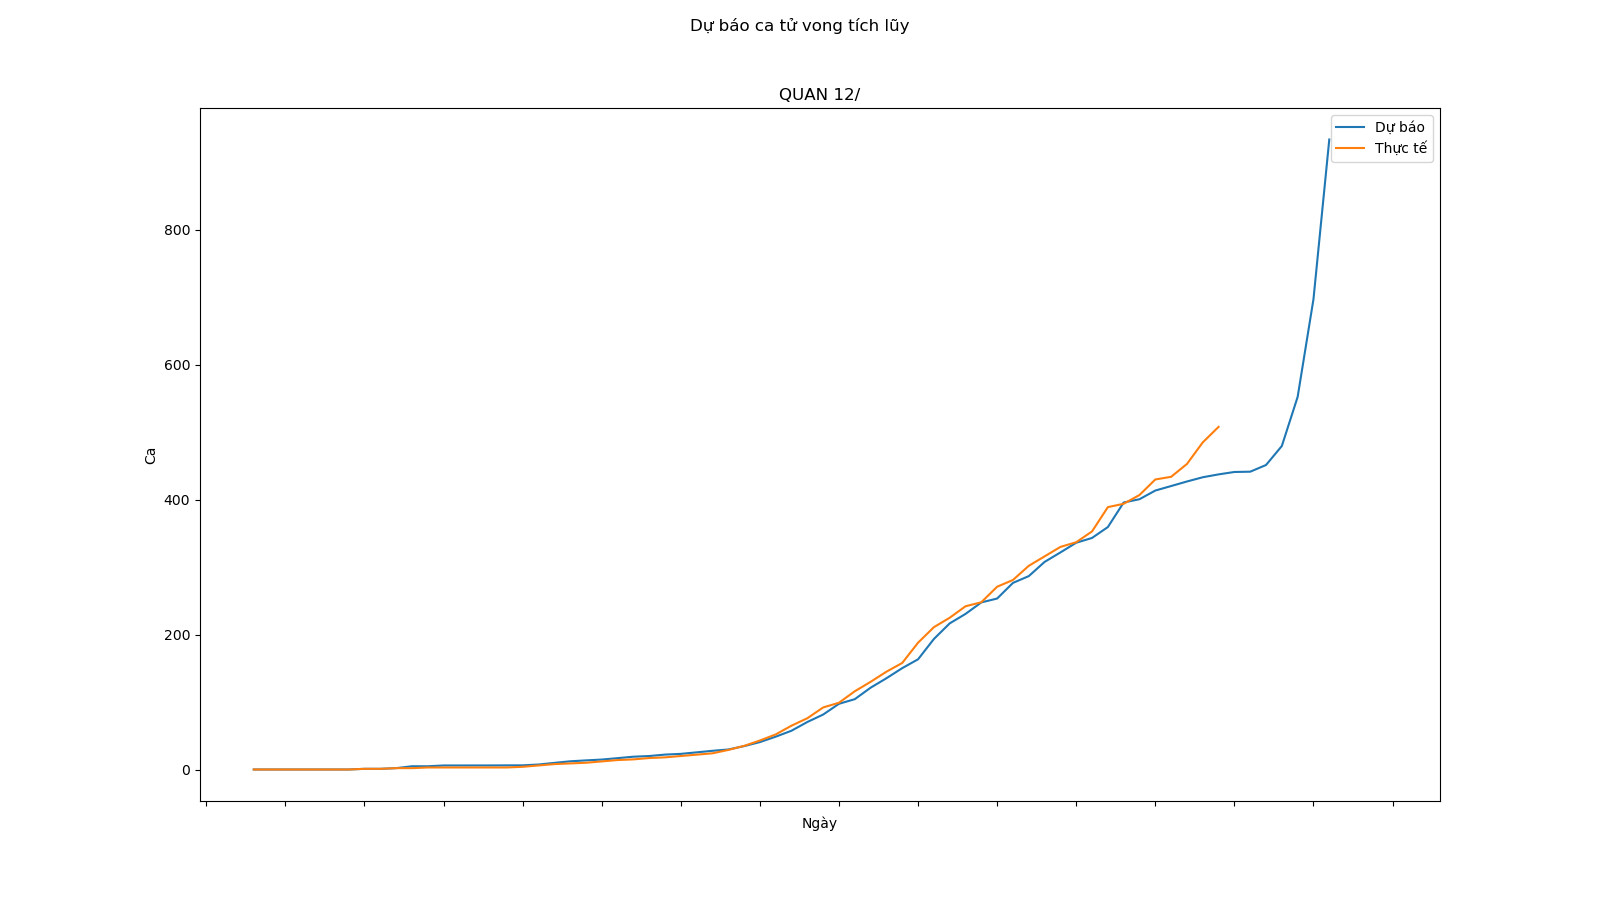 Dự báo ca tử vong tích lũy
QUAN 12/
Dự báo
Thực tế
800
600
400
200
0
Ca
Ngày